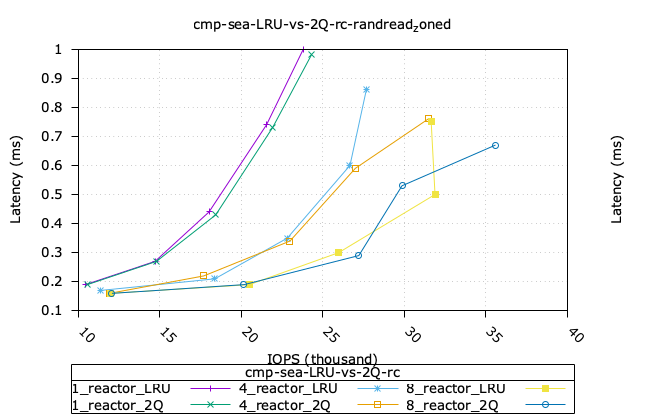 cmp-sea-LRU-vs-2Q-rc-randreadzoned
1
0.9
0.8
0.7
0.6
0.5
0.4
0.3
0.2
0.1
Latency (ms)
Latency (ms)
10 15 20 25 30 35 40
IOPS (thousand)
cmp-sea-LRU-vs-2Q-rc
1_reactor_LRU 4_reactor_LRU 8_reactor_LRU
1_reactor_2Q 4_reactor_2Q 8_reactor_2Q